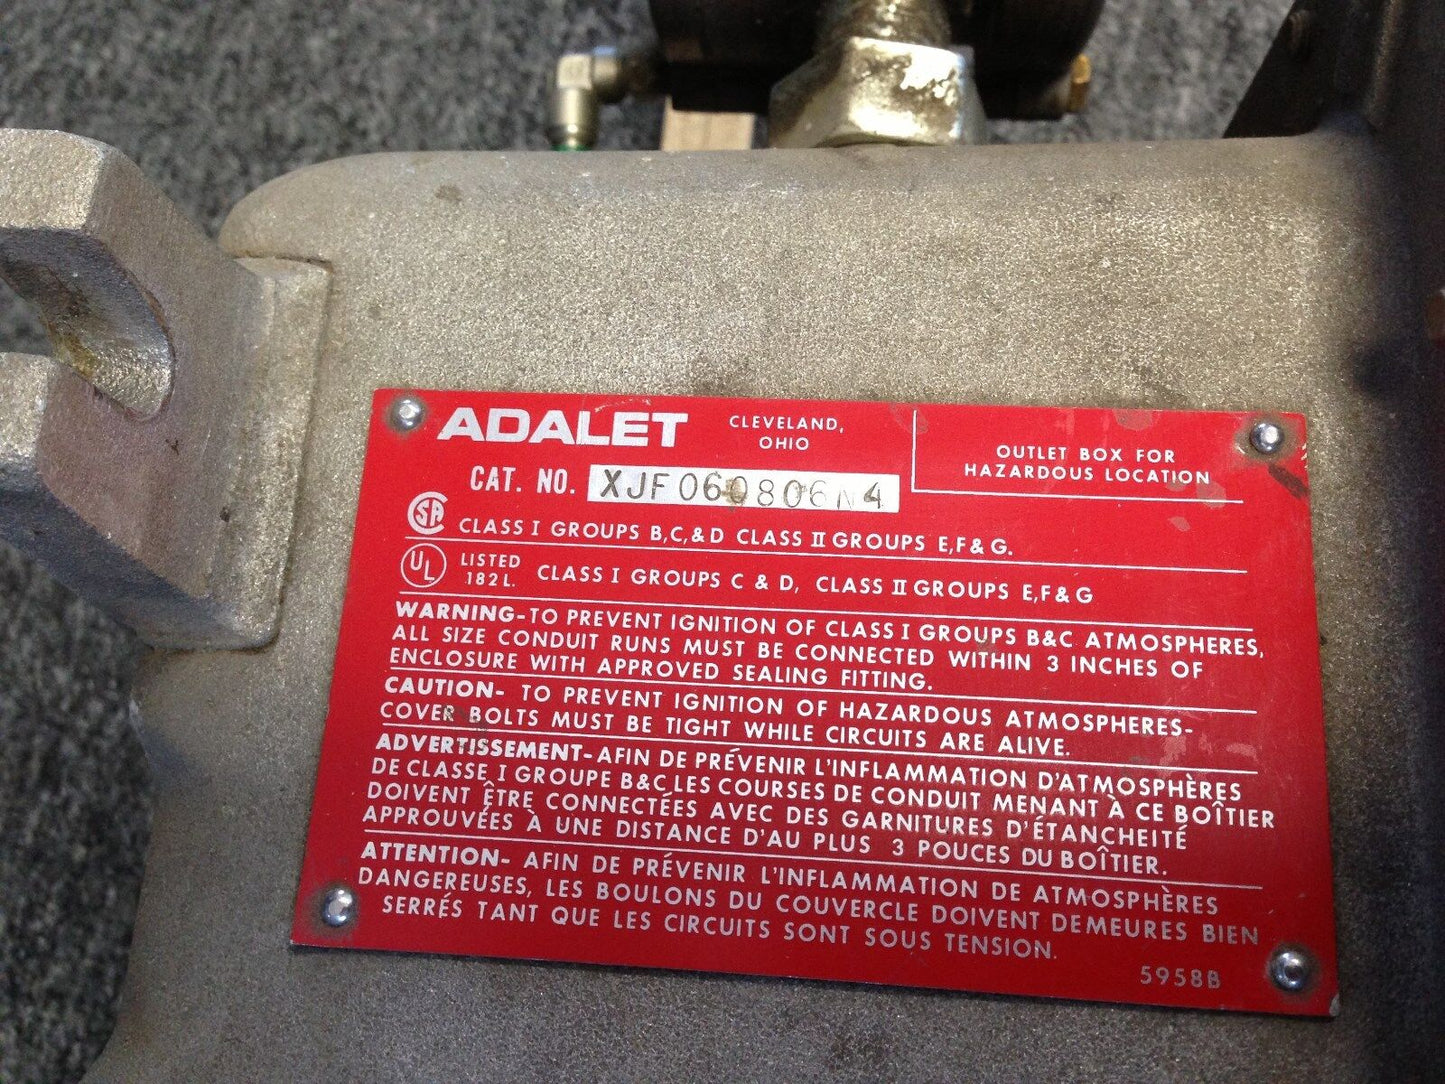 ADALET
CLEVELAND,
OHIO
OUTLET BOX FOR
HAZARDOUS LOCATION
CAT. NO. XJF060806N4
CSA CLASS I GROUPS B,C,&D CLASS II GROUPS E,F&G.
UL LISTED
182L. CLASS I GROUPS C & D, CLASS II GROUPS E,F&G
WARNING-TO PREVENT IGNITION OF CLASS I GROUPS B&C ATMOSPHERES,
ALL SIZE CONDUIT RUNS MUST BE CONNECTED WITHIN 3 INCHES OF
ENCLOSURE WITH APPROVED SEALING FITTING.
CAUTION- TO PREVENT IGNITION OF HAZARDOUS ATMOSPHERES-
COVER BOLTS MUST BE TIGHT WHILE CIRCUITS ARE ALIVE.
ADVERTISSEMENT-AFIN DE PRÉVENIR L'INFLAMMATION D'ATMOSPHÈRES
DE CLASSE I GROUPE B&C LES COURSES DE CONDUIT MENANT À CE BOÎTIER
DOIVENT ÊTRE CONNECTÉES AVEC DES GARNITURES D'ÉTANCHEITÉ
APPROUVÉES À UNE DISTANCE D'AU PLUS 3 POUCES DU BOÎTIER.
ATTENTION- AFIN DE PRÉVENIR L'INFLAMMATION DE ATMOSPHÈRES
DANGEREUSES, LES BOULONS DU COUVERCLE DOIVENT DEMEURES BIEN
SERRÉS TANT QUE LES CIRCUITS SONT SOUS TENSION.
5958B